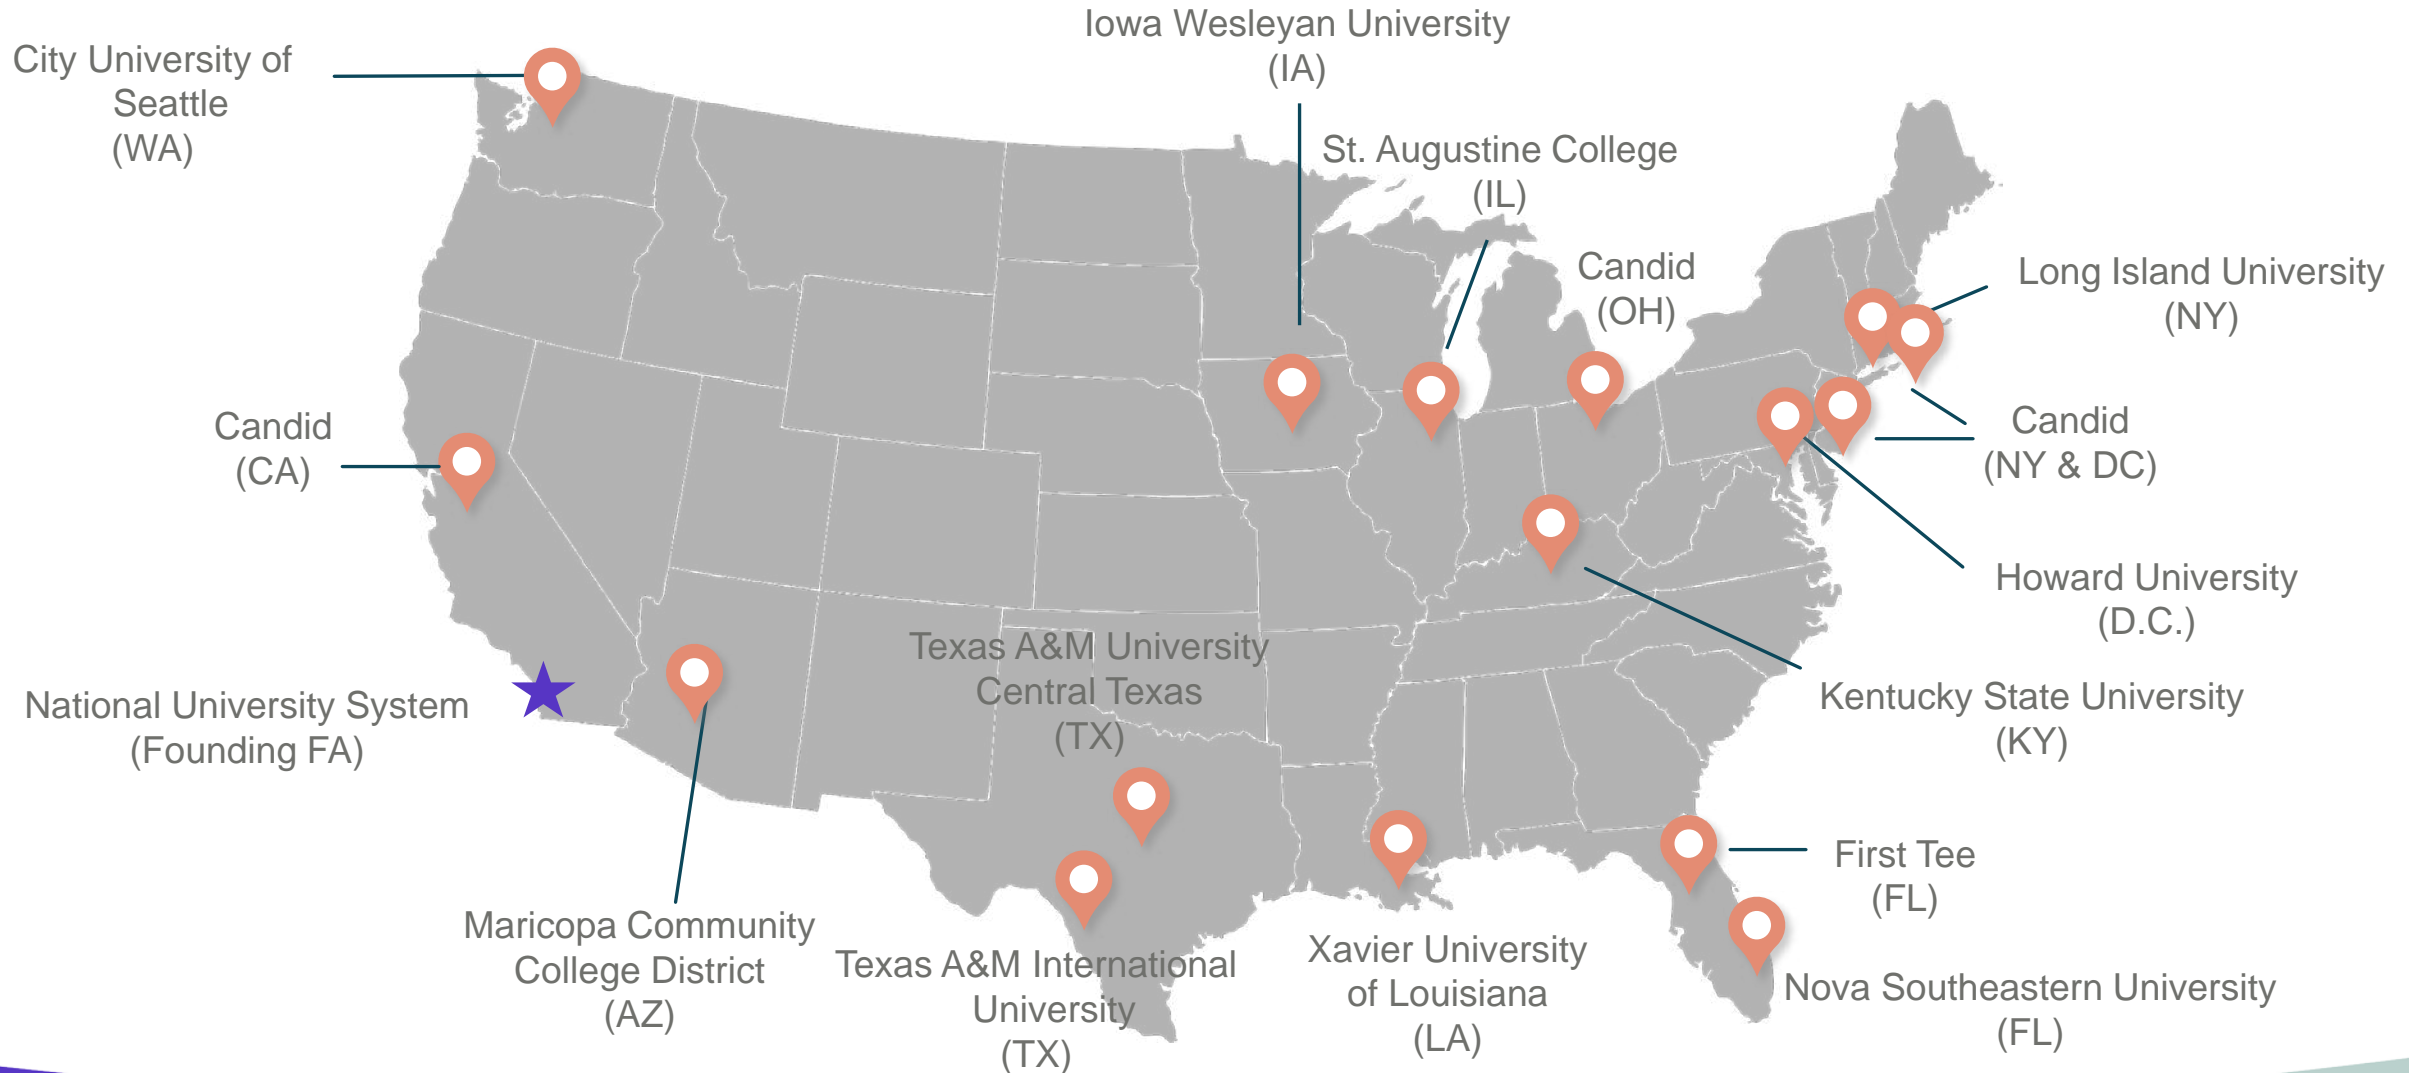 Iowa Wesleyan University
(IA)
City University of
Seattle
(WA)
St. Augustine College
(IL)
Candid
(OH)
Long Island University
(NY)
Candid
(CA)
Candid
(NY & DC)
Howard University
(D.C.)
Texas A&M University
Central Texas
(TX)
Kentucky State University
(KY)
National University System
(Founding FA)
First Tee
(FL)
Maricopa Community
College District
(AZ)
Texas A&M International
University
(TX)
Xavier University
of Louisiana
(LA)
Nova Southeastern University
(FL)